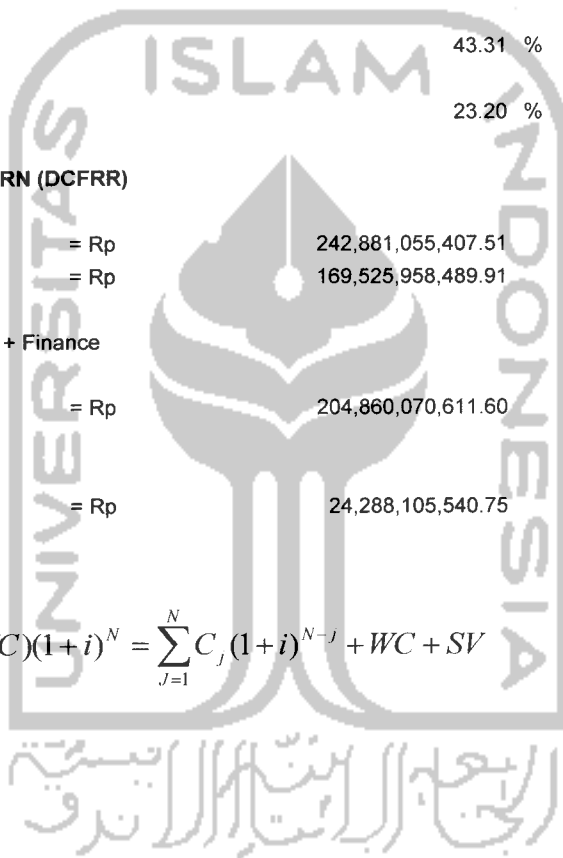 43.31 %
ISLAM
23.20 %
RN (DCFRR)
= Rp 242,881,055,407.51
= Rp 169,525,958,489.91
+ Finance
= Rp 204,860,070,611.60
= Rp 24,288,105,540.75
C)(1+i)^N = \sum_{J=1}^{N} C_j (1+i)^{N-j} + WC + SV
UNIVERSITAS
INDONESIA